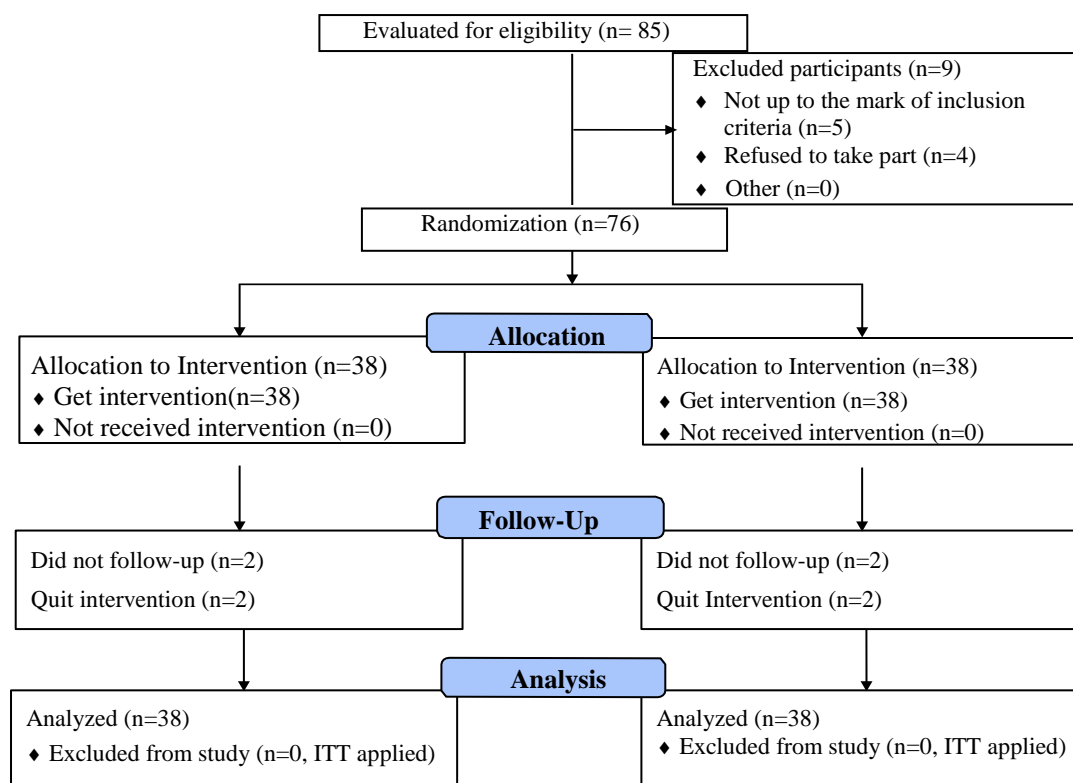 Evaluated for eligibility (n= 85)
Excluded participants (n=9)
♦ Not up to the mark of inclusion
criteria (n=5)
♦ Refused to take part (n=4)
♦ Other (n=0)
Randomization (n=76)
Allocation
Allocation to Intervention (n=38)
♦ Get intervention(n=38)
♦ Not received intervention (n=0)
Allocation to Intervention (n=38)
♦ Get intervention (n=38)
♦ Not received intervention (n=0)
Follow-Up
Did not follow-up (n=2)
Quit intervention (n=2)
Did not follow-up (n=2)
Quit Intervention (n=2)
Analysis
Analyzed (n=38)
♦ Excluded from study (n=0, ITT applied)
Analyzed (n=38)
♦ Excluded from study (n=0, ITT applied)